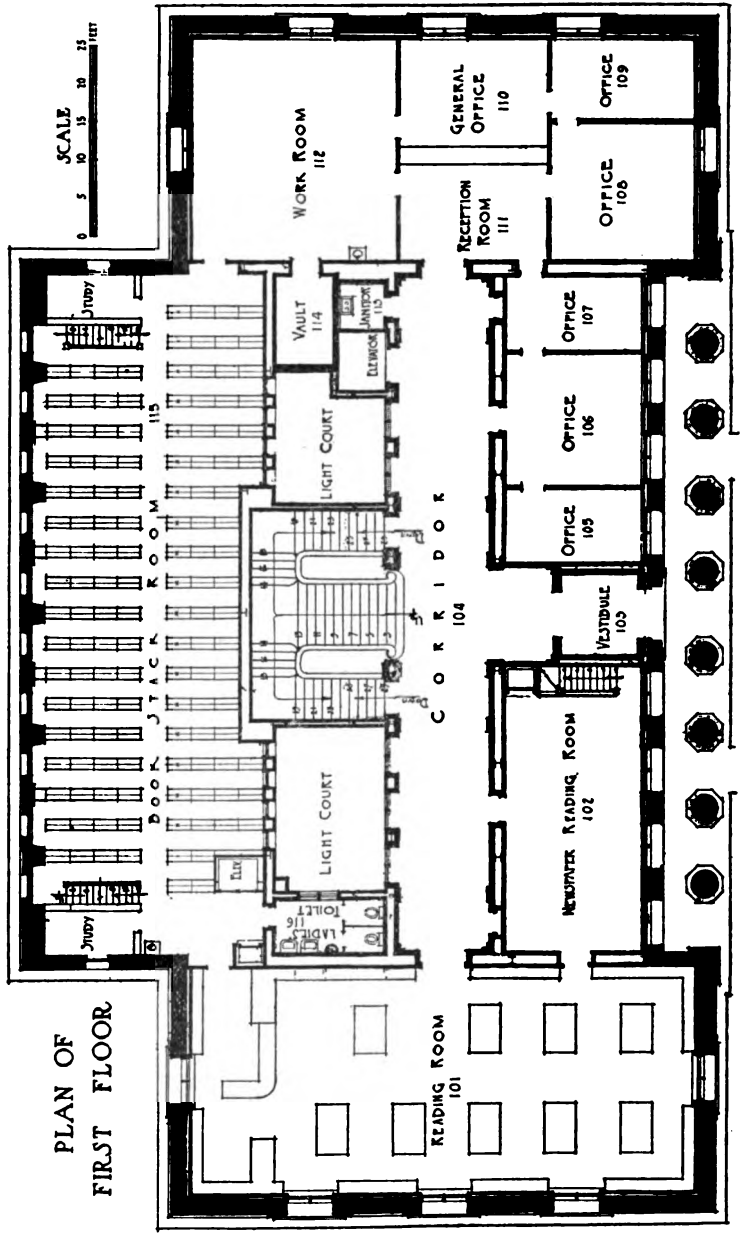 PLAN OF
FIRST FLOOR
SCALE
0 5 10 15 20 25
FEET
STUDY
STUDY
BOOK STACK ROOM
115
ELEV.
LADIES
TOILET
116
LIGHT COURT
LIGHT COURT
ELEVATOR
JANITOR
113
VAULT
114
WORK ROOM
112
CORRIDOR
104
UP
DOWN
DOWN
READING ROOM
101
NEWSPAPER READING ROOM
102
VESTIBULE
103
OFFICE
105
OFFICE
106
OFFICE
107
RECEPTION
ROOM
111
GENERAL
OFFICE
110
OFFICE
108
OFFICE
109